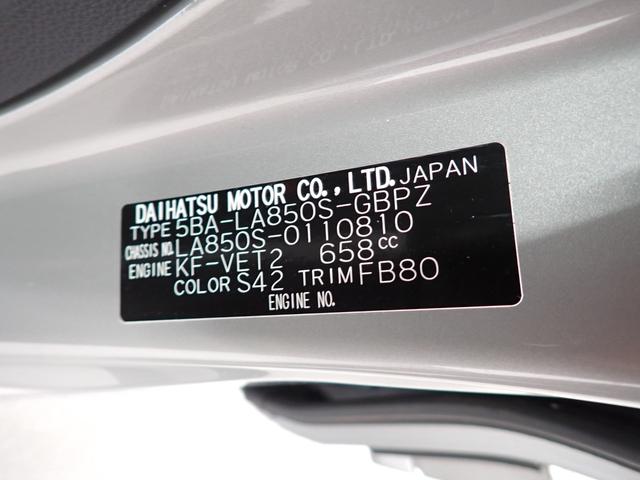 DAIHATSU MOTOR CO.,LTD. JAPAN
TYPE 5BA-LA850S-GBPZ
CHASSIS NO. LA850S-0110810
ENGINE KF-VET2 658cc
COLOR S42 TRIM FB80
ENGINE NO.